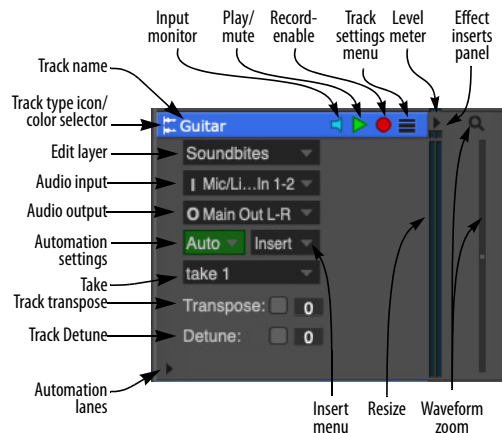 Input
monitor
Play/
mute
Record-
enable
Track
settings
menu
Level
meter
Effect
inserts
panel
Track name
Track type icon/
color selector
Guitar
Edit layer
Soundbites
Audio input
Mic/Li…In 1-2
Audio output
O Main Out L-R
Automation
settings
Auto
Insert
Take
take 1
Track transpose
Transpose:
0
Track Detune
Detune:
0
Automation
lanes
Insert
menu
Resize
Waveform
zoom